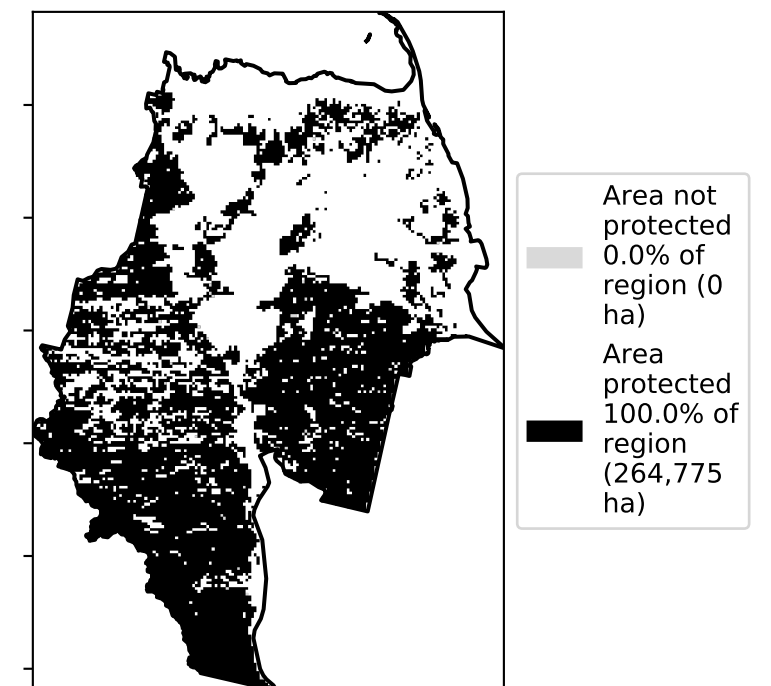 Area not
protected
0.0% of
region (0
ha)
Area
protected
100.0% of
region
(264,775
ha)